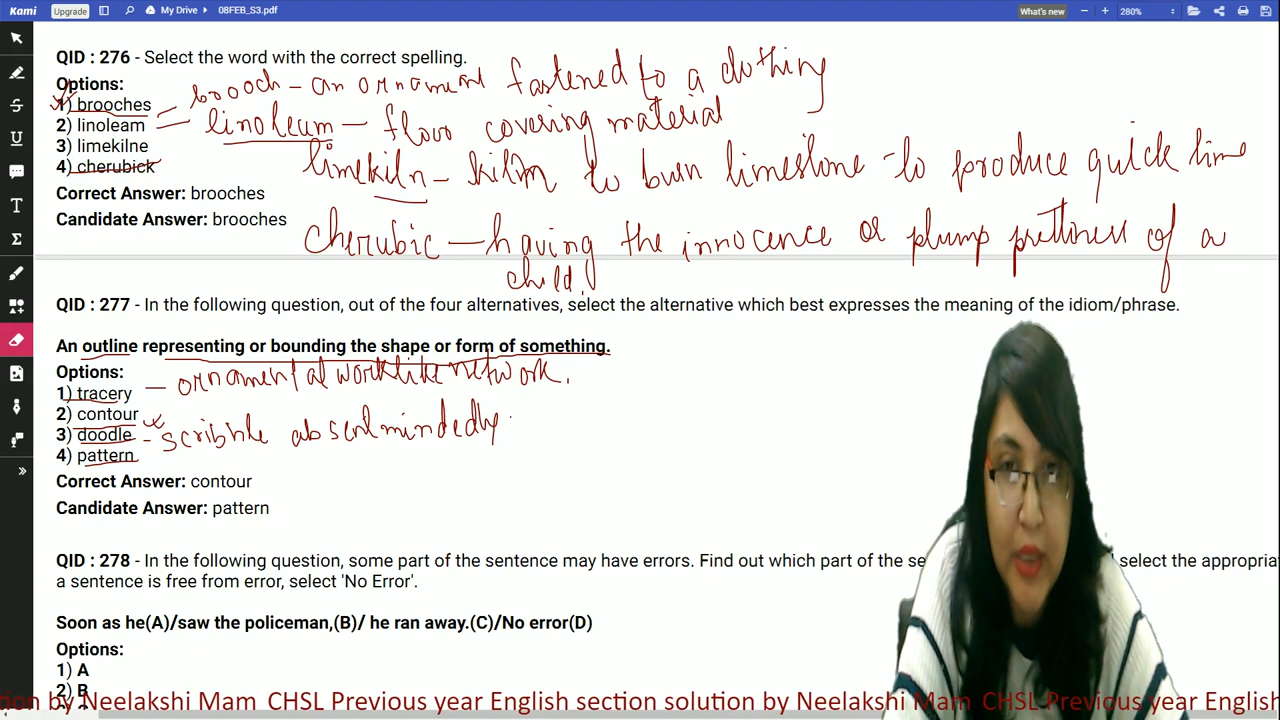 Kami Upgrade My Drive 08FEB_S3.pdf What's new 280%
QID : 276 - Select the word with the correct spelling.
Options:
1) brooches
brooch - an ornament fastened to a clothing
2) linoleam
linoleum - floor covering material
3) limekilne
limekiln - kiln to burn limestone - to produce quick lime
4) cherubick
Correct Answer: brooches
Candidate Answer: brooches
cherubic - having the innocence or plump prettiness of a
child.
QID : 277 - In the following question, out of the four alternatives, select the alternative which best expresses the meaning of the idiom/phrase.
An outline representing or bounding the shape or form of something.
Options:
1) tracery - ornamental work like network.
2) contour
3) doodle - scribble absentmindedly.
4) pattern
Correct Answer: contour
Candidate Answer: pattern
QID : 278 - In the following question, some part of the sentence may have errors. Find out which part of the se select the appropria
a sentence is free from error, select 'No Error'.
Soon as he(A)/saw the policeman,(B)/ he ran away.(C)/No error(D)
Options:
1) A
2) B
tion by Neelakshi Mam CHSL Previous year English section solution by Neelakshi Mam CHSL Previous year English